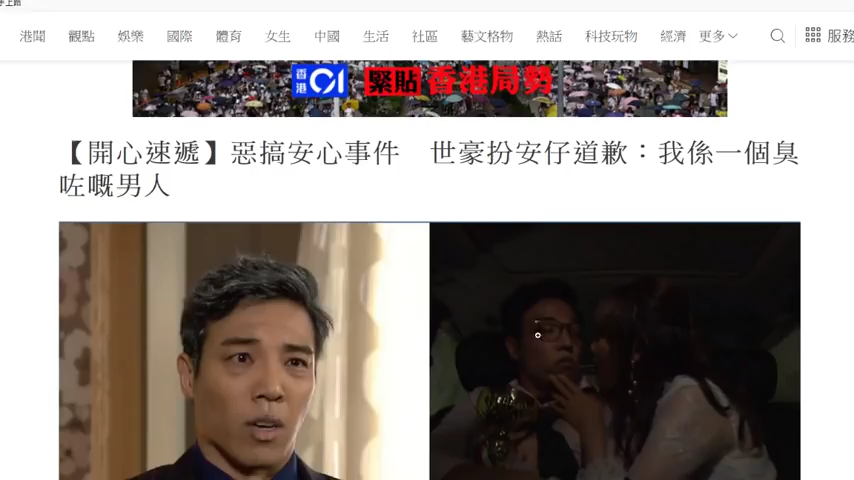 港聞 觀點 娛樂 國際 體育 女生 中國 生活 社區 藝文格物 熱話 科技玩物 經濟 更多 服務
香港 01 緊貼香港局勢
【開心速遞】惡搞安心事件 世豪扮安仔道歉：我係一個臭
咗嘅男人